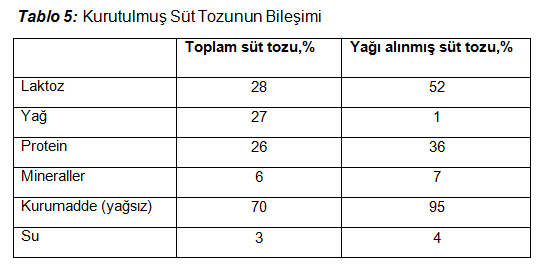 Tablo 5: Kurutulmuş Süt Tozunun Bileşimi
Toplam süt tozu,% Yağı alınmış süt tozu,%
Laktoz 28 52
Yağ 27 1
Protein 26 36
Mineraller 6 7
Kurumadde (yağsız) 70 95
Su 3 4